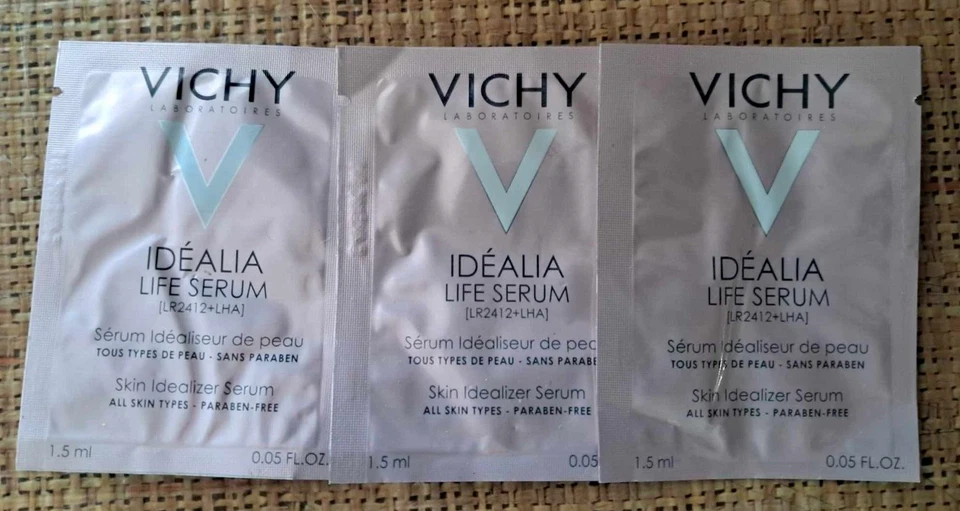 VICHY
LABORATOIRES
IDÉALIA
LIFE SERUM
[LR2412+LHA]
Sérum Idéaliseur de peau
TOUS TYPES DE PEAU - SANS PARABEN
Skin Idealizer Serum
ALL SKIN TYPES - PARABEN-FREE
1.5 ml 0.05 FL.OZ.
VICHY
LABORATOIRES
IDÉALIA
LIFE SERUM
[LR2412+LHA]
Sérum Idéaliseur de pea
TOUS TYPES DE PEAU - SANS PARABE
Skin Idealizer Serum
ALL SKIN TYPES - PARABEN-FREE
1.5 ml 0.05
VICHY
LABORATOIRES
IDÉALIA
LIFE SERUM
[LR2412+LHA]
Sérum Idéaliseur de peau
TOUS TYPES DE PEAU - SANS PARABEN
Skin Idealizer Serum
ALL SKIN TYPES - PARABEN-FREE
1.5 ml 0.05 FL.OZ.